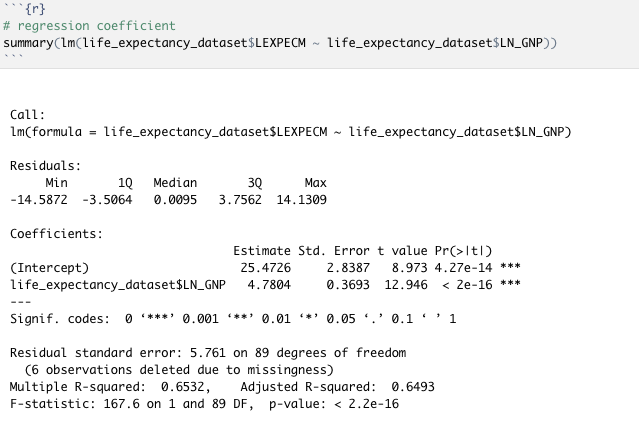 ```{r}
# regression coefficient
summary(lm(life_expectancy_dataset$LEXPECM ~ life_expectancy_dataset$LN_GNP))
```
Call:
lm(formula = life_expectancy_dataset$LEXPECM ~ life_expectancy_dataset$LN_GNP)
Residuals:
Min 1Q Median 3Q Max
-14.5872 -3.5064 0.0095 3.7562 14.1309
Coefficients:
Estimate Std. Error t value Pr(>|t|)
(Intercept) 25.4726 2.8387 8.973 4.27e-14 ***
life_expectancy_dataset$LN_GNP 4.7804 0.3693 12.946 < 2e-16 ***
---
Signif. codes: 0 ‘***’ 0.001 ‘**’ 0.01 ‘*’ 0.05 ‘.’ 0.1 ‘ ’ 1
Residual standard error: 5.761 on 89 degrees of freedom
(6 observations deleted due to missingness)
Multiple R-squared: 0.6532, Adjusted R-squared: 0.6493
F-statistic: 167.6 on 1 and 89 DF, p-value: < 2.2e-16